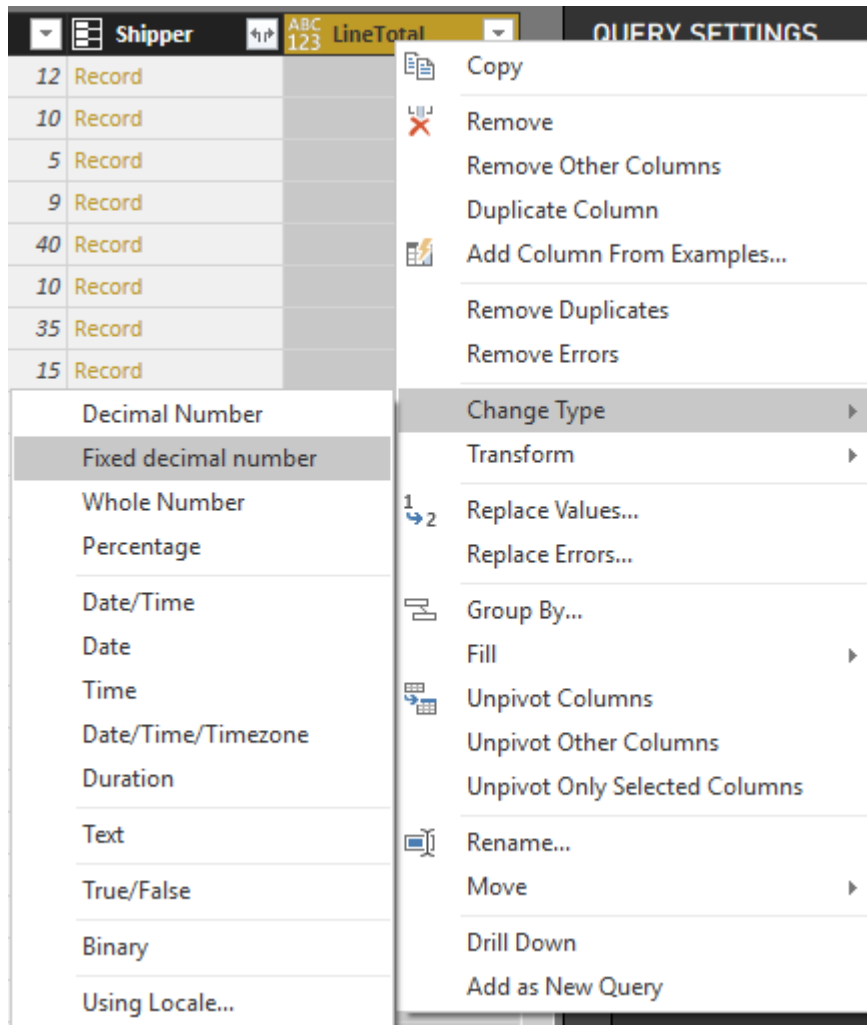 Shipper
ABC
123
LineTotal
QUERY SETTINGS
12 Record
10 Record
5 Record
9 Record
40 Record
10 Record
35 Record
15 Record
Copy
Remove
Remove Other Columns
Duplicate Column
Add Column From Examples...
Remove Duplicates
Remove Errors
Change Type
Transform
1
2
Replace Values...
Replace Errors...
Group By...
Fill
Unpivot Columns
Unpivot Other Columns
Unpivot Only Selected Columns
Rename...
Move
Drill Down
Add as New Query
Decimal Number
Fixed decimal number
Whole Number
Percentage
Date/Time
Date
Time
Date/Time/Timezone
Duration
Text
True/False
Binary
Using Locale...